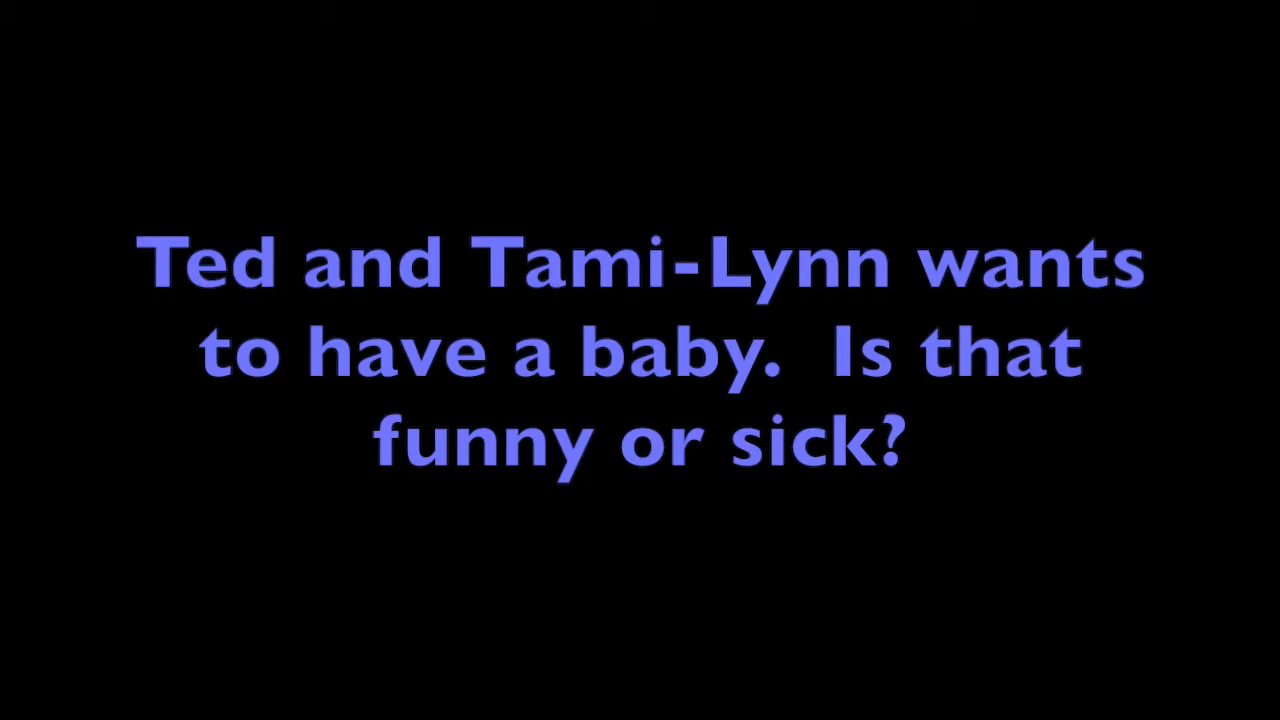 Ted and Tami-Lynn wants
to have a baby.  Is that
funny or sick?